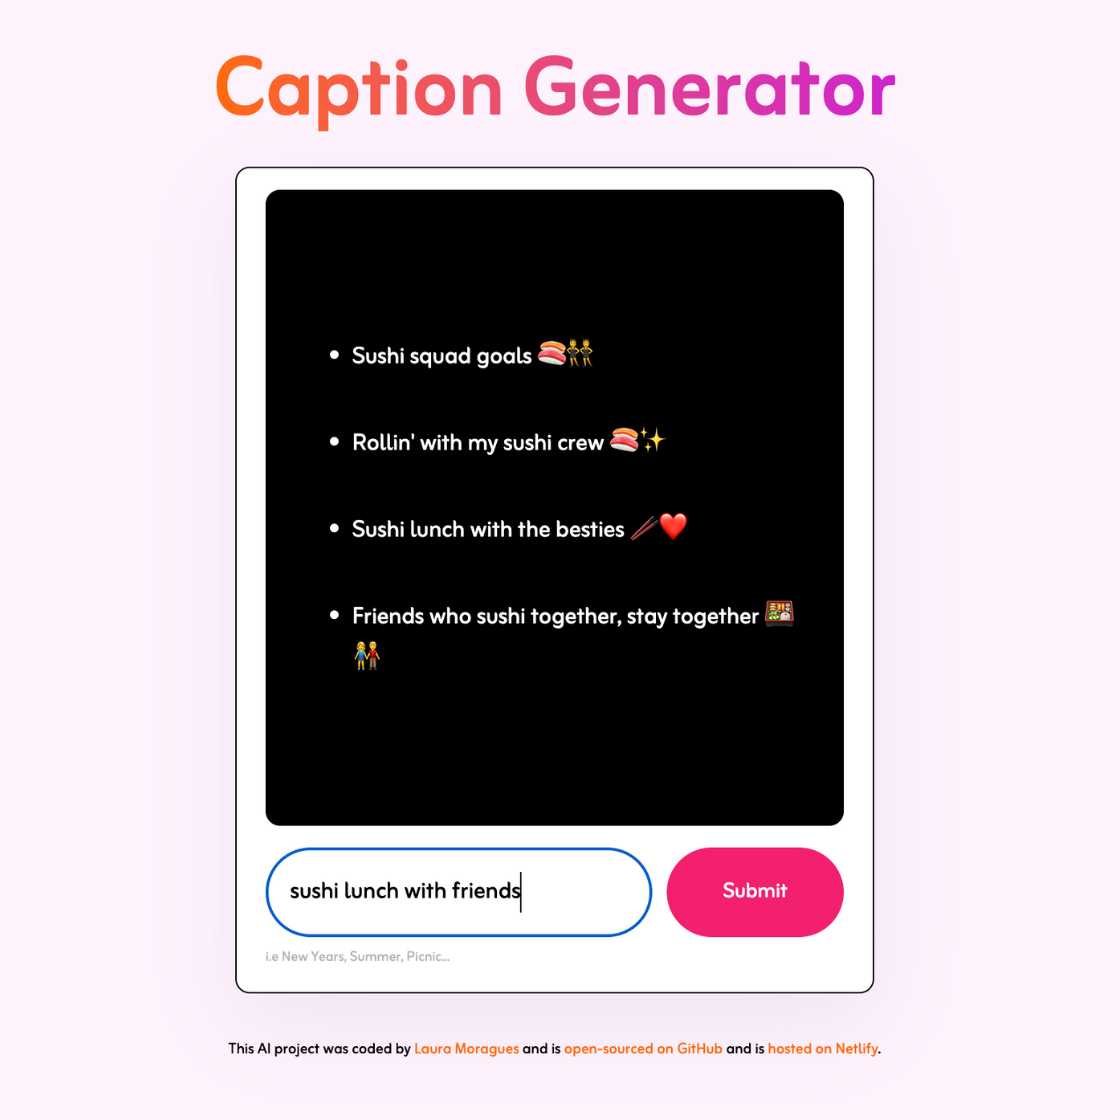 Caption Generator
• Sushi squad goals 🍣👯
• Rollin' with my sushi crew 🍣✨
• Sushi lunch with the besties 🥢❤️
• Friends who sushi together, stay together 🍱
👫
sushi lunch with friends
Submit
i.e New Years, Summer, Picnic...
This AI project was coded by Laura Moragues and is open-sourced on GitHub and is hosted on Netlify.